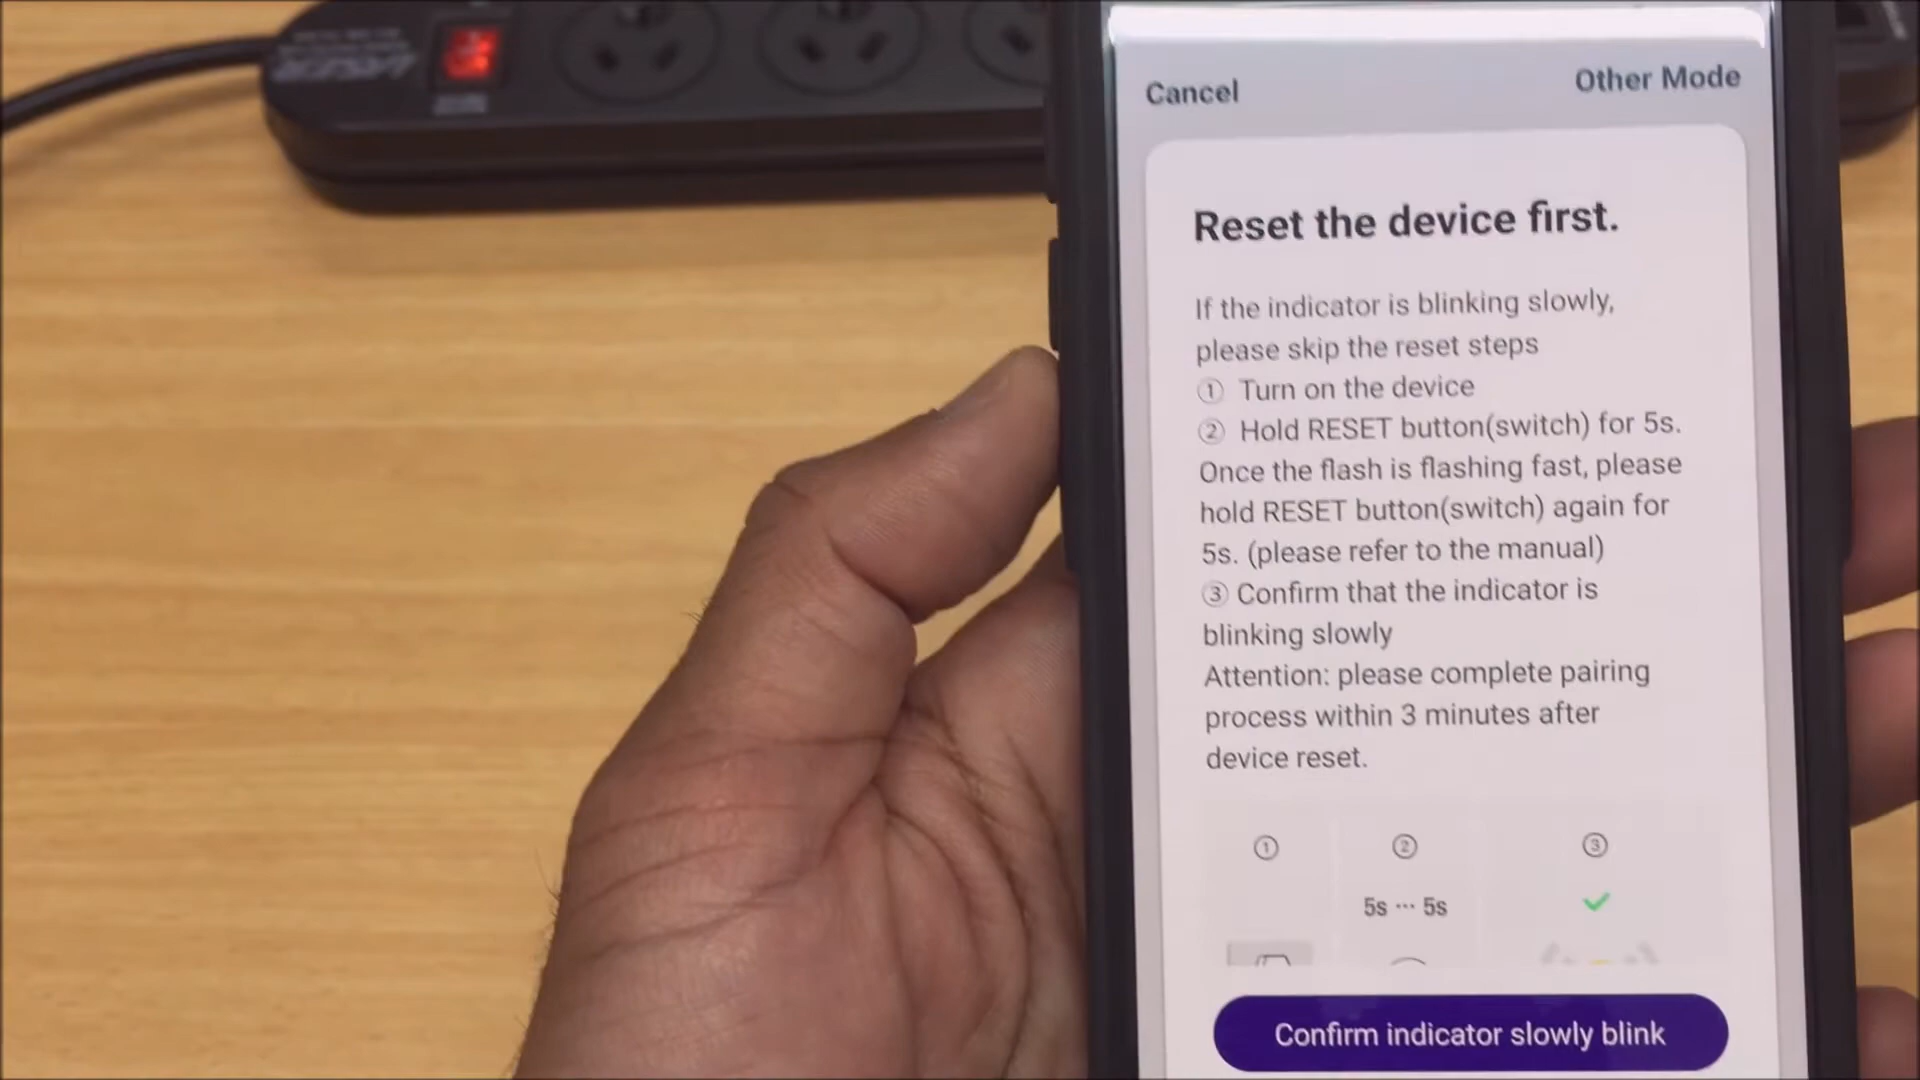 Cancel
Other Mode
Reset the device first.
If the indicator is blinking slowly,
please skip the reset steps
① Turn on the device
② Hold RESET button(switch) for 5s.
Once the flash is flashing fast, please
hold RESET button(switch) again for
5s. (please refer to the manual)
③ Confirm that the indicator is
blinking slowly
Attention: please complete pairing
process within 3 minutes after
device reset.
① ② ③
5s ··· 5s
Confirm indicator slowly blink